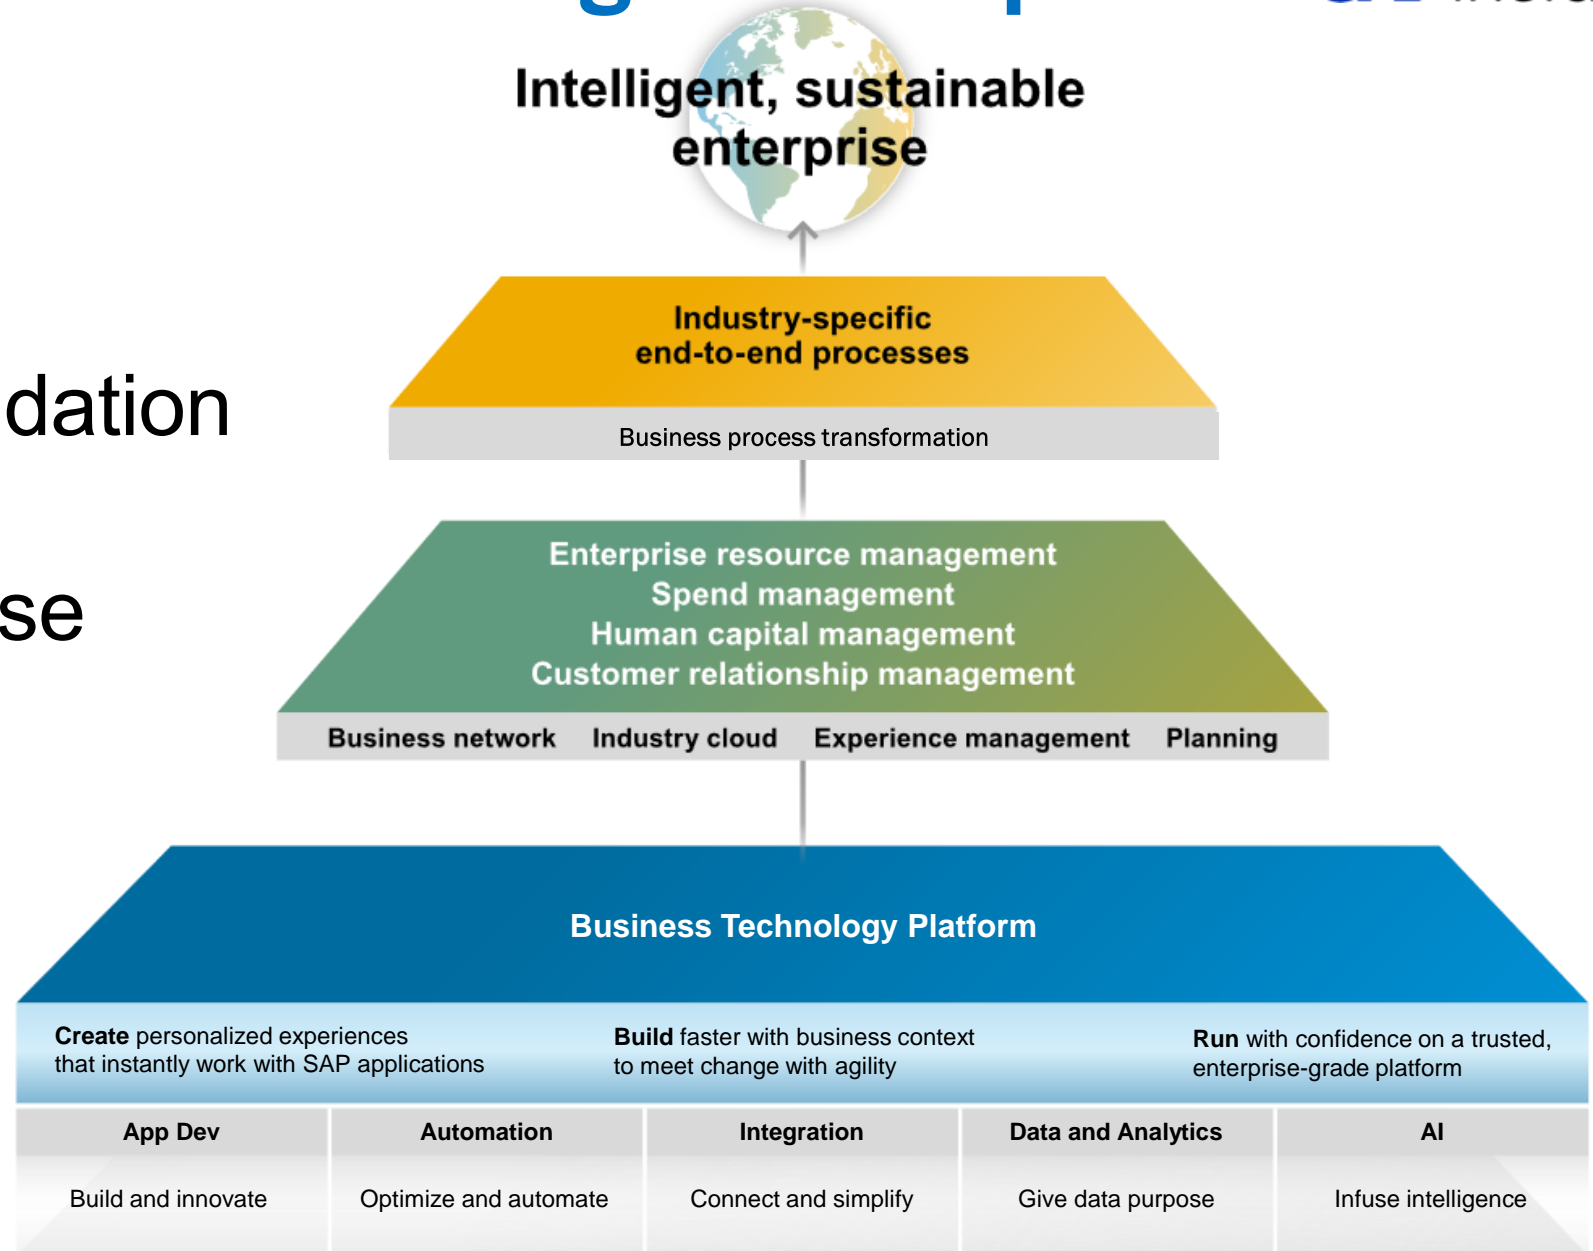 Intelligent, sustainable
enterprise
Industry-specific
end-to-end processes
dation
Business process transformation
Enterprise resource management
Spend management
se
Human capital management
Customer relationship management
Business network Industry cloud Experience management Planning
Business Technology Platform
Create personalized experiences
that instantly work with SAP applications
Build faster with business context
to meet change with agility
Run with confidence on a trusted,
enterprise-grade platform
App Dev Automation Integration Data and Analytics AI
Build and innovate Optimize and automate Connect and simplify Give data purpose Infuse intelligence